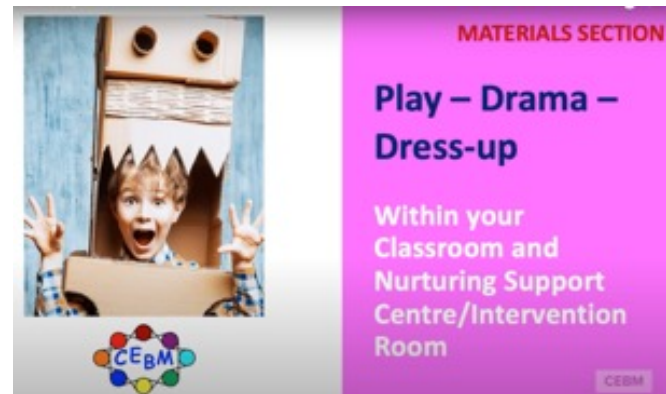 MATERIALS SECTION
Play – Drama –
Dress-up
Within your
Classroom and
Nurturing Support
Centre/Intervention
Room
CEBM
CEBM